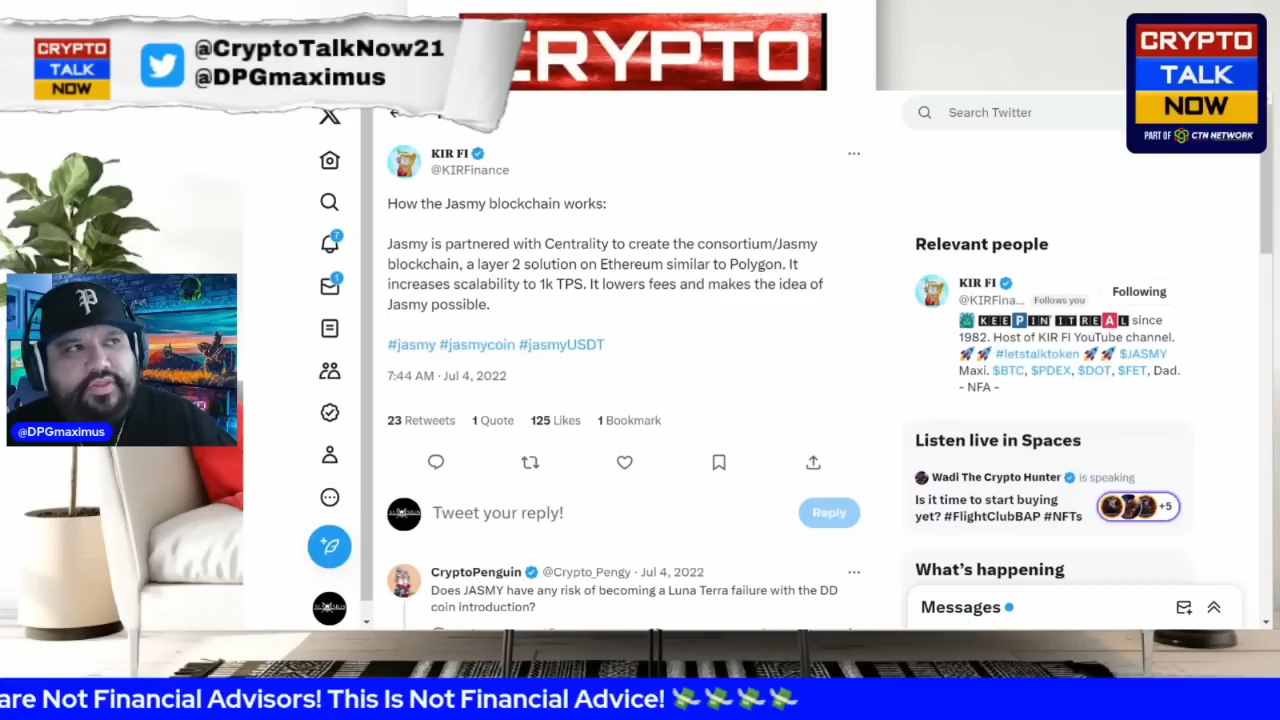 CRYPTO
TALK
NOW
@CryptoTalkNow21
@DPGmaximus
CRYPTO
CRYPTO
TALK
NOW
PART OF CTN NETWORK
Search Twitter
KIR FI
@KIRFinance
How the Jasmy blockchain works:
Jasmy is partnered with Centrality to create the consortium/Jasmy
blockchain, a layer 2 solution on Ethereum similar to Polygon. It
increases scalability to 1k TPS. It lowers fees and makes the idea of
Jasmy possible.
#jasmy #jasmycoin #jasmyUSDT
7:44 AM · Jul 4, 2022
23 Retweets 1 Quote 125 Likes 1 Bookmark
Tweet your reply!
Reply
CryptoPenguin @Crypto_Pengy · Jul 4, 2022
Does JASMY have any risk of becoming a Luna Terra failure with the DD
coin introduction?
7
1
Relevant people
KIR FI
@KIRFina... Follows you
Following
KEEPIN' IT REAL since
1982. Host of KIR FI YouTube channel.
#letstalktoken $JASMY
Maxi. $BTC, $PDEX, $DOT, $FET, Dad.
- NFA -
Listen live in Spaces
Wadi The Crypto Hunter is speaking
Is it time to start buying
yet? #FlightClubBAP #NFTs
+5
What's happening
Messages
P
@DPGmaximus
are Not Financial Advisors! This Is Not Financial Advice!